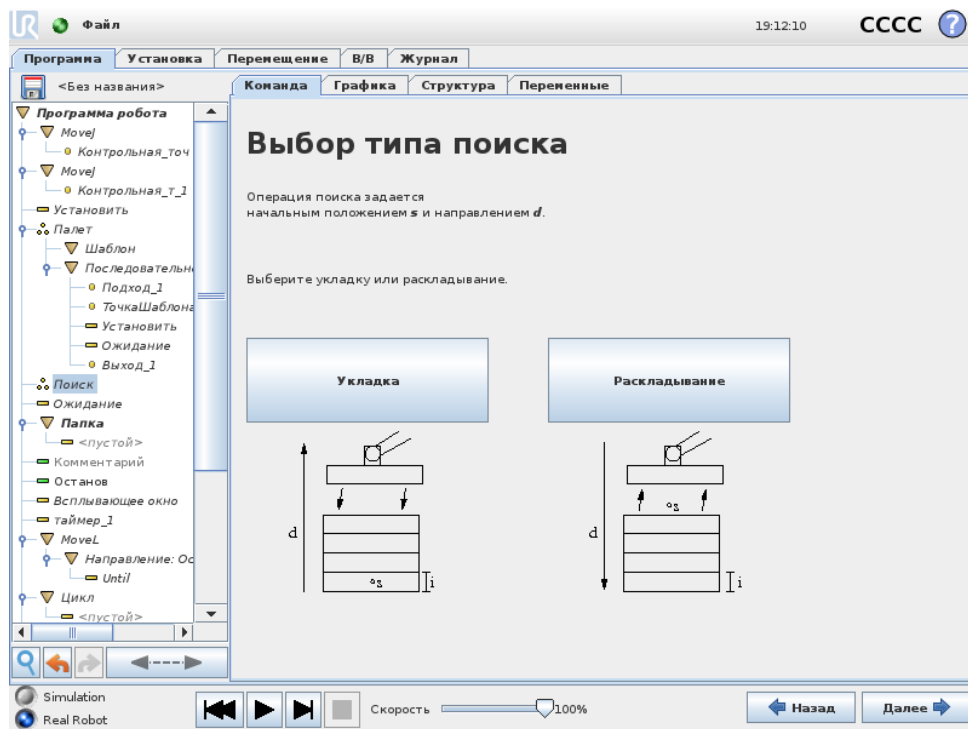 UR Файл 19:12:10 CCCC ?
Программа Установка Перемещение В/В Журнал
<Без названия>
Команда Графика Структура Переменные
Программа робота
MoveJ
Контрольная_точ
MoveJ
Контрольная_т_1
Установить
Палет
Шаблон
Последовательн
Подход_1
ТочкаШаблона
Установить
Ожидание
Выход_1
Поиск
Ожидание
Папка
<пустой>
Комментарий
Останов
Всплывающее окно
таймер_1
MoveL
Направление: Ос
Until
Цикл
<пустой>
Выбор типа поиска
Операция поиска задается
начальным положением s и направлением d.
Выберите укладку или раскладывание.
Укладка
Раскладывание
d s i
d s i
Simulation
Real Robot
Скорость 100%
Назад Далее